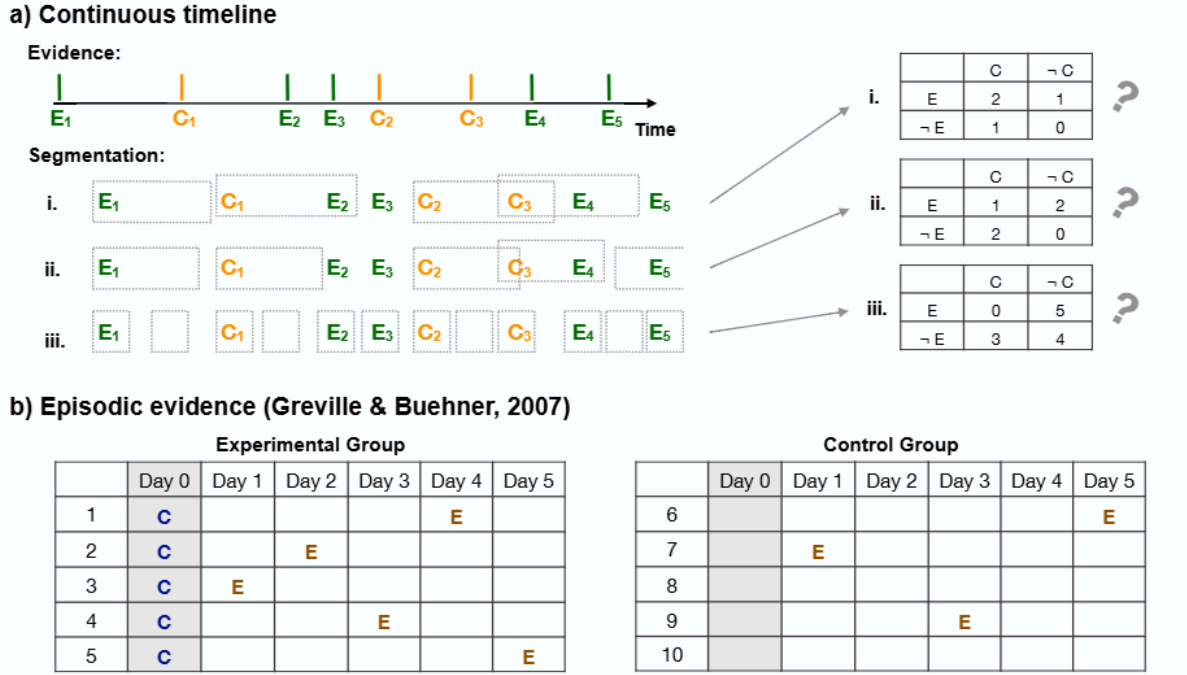 a) Continuous timeline
Evidence:
E1 C1 E2 E3 C2 C3 E4 E5 Time
Segmentation:
i. E1 C1 E2 E3 C2 C3 E4 E5
ii. E1 C1 E2 E3 C2 C3 E4 E5
iii. E1 C1 E2 E3 C2 C3 E4 E5
i.
C ¬ C
E 2 1
¬ E 1 0
?
ii.
C ¬ C
E 1 2
¬ E 2 0
?
iii.
C ¬ C
E 0 5
¬ E 3 4
?
b) Episodic evidence (Greville & Buehner, 2007)
Experimental Group
Day 0 Day 1 Day 2 Day 3 Day 4 Day 5
1 C E
2 C E
3 C E
4 C E
5 C E
Control Group
Day 0 Day 1 Day 2 Day 3 Day 4 Day 5
6 E
7 E
8
9 E
10